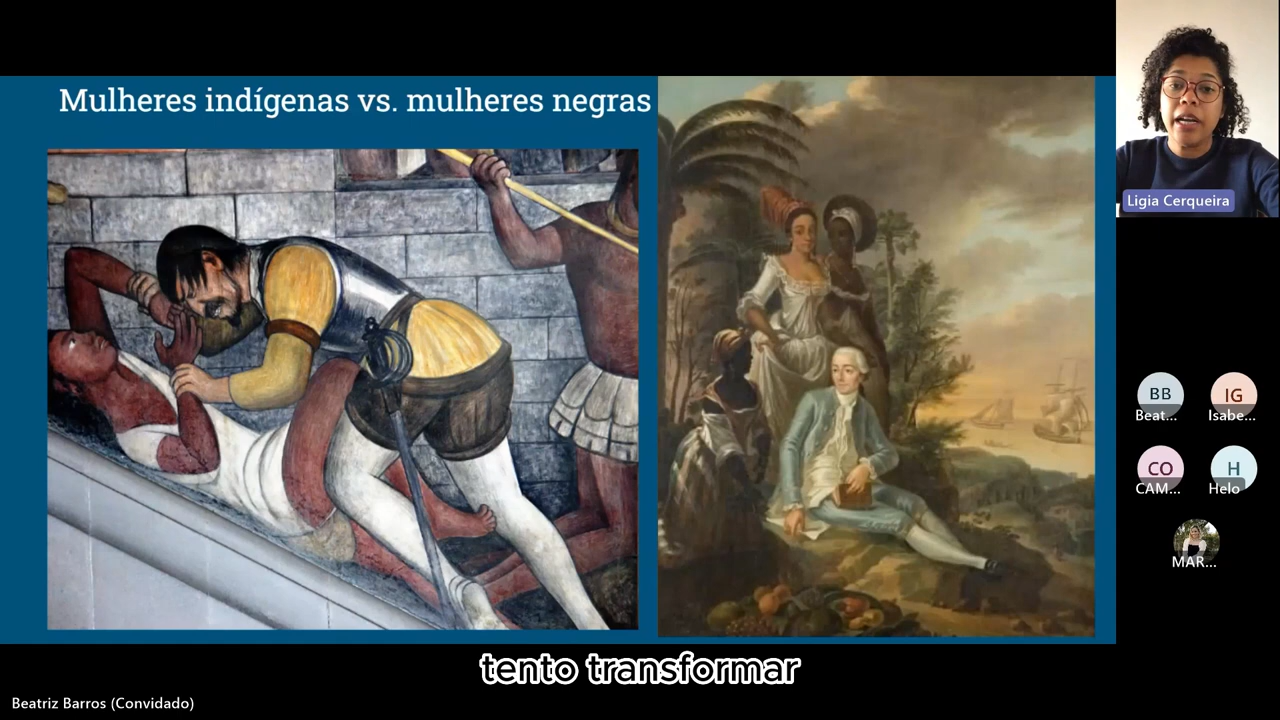 Mulheres indígenas vs. mulheres negras
Ligia Cerqueira
BB
Beat...
IG
Isabe...
CO
CAM...
H
Helo
MAR...
tento transformar
Beatriz Barros (Convidado)